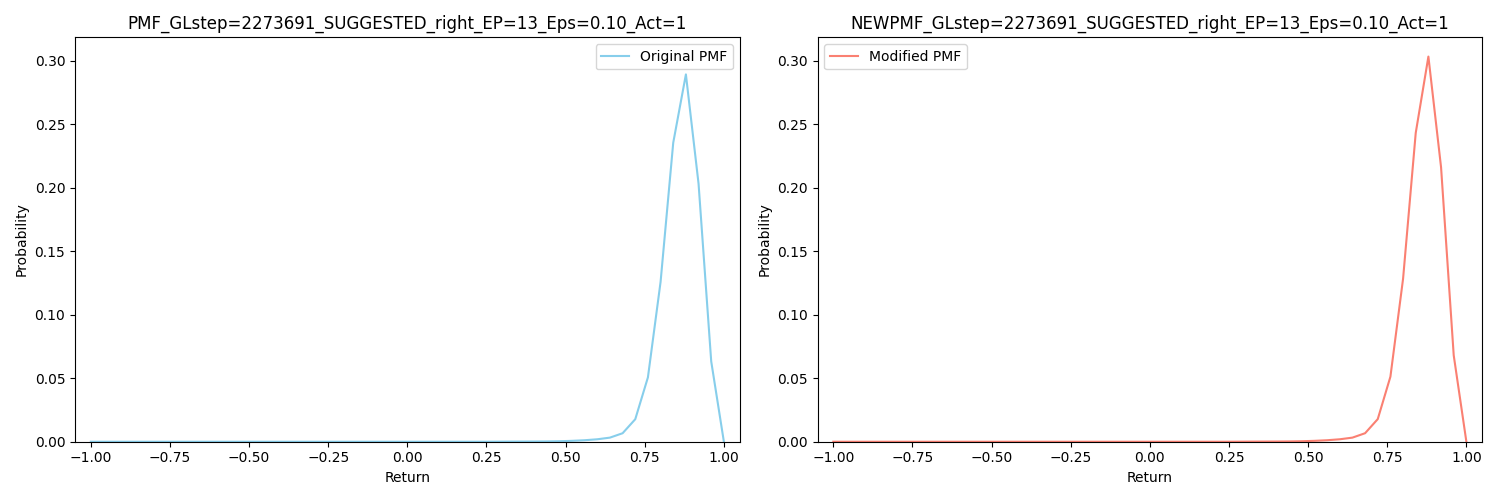 PMF_GLstep=2273691_SUGGESTED_right_EP=13_Eps=0.10_Act=1
Original PMF
0.30
0.25
0.20
0.15
0.10
0.05
0.00
Probability
−1.00 −0.75 −0.50 −0.25 0.00 0.25 0.50 0.75 1.00
Return
NEWPMF_GLstep=2273691_SUGGESTED_right_EP=13_Eps=0.10_Act=1
Modified PMF
0.30
0.25
0.20
0.15
0.10
0.05
0.00
Probability
−1.00 −0.75 −0.50 −0.25 0.00 0.25 0.50 0.75 1.00
Return